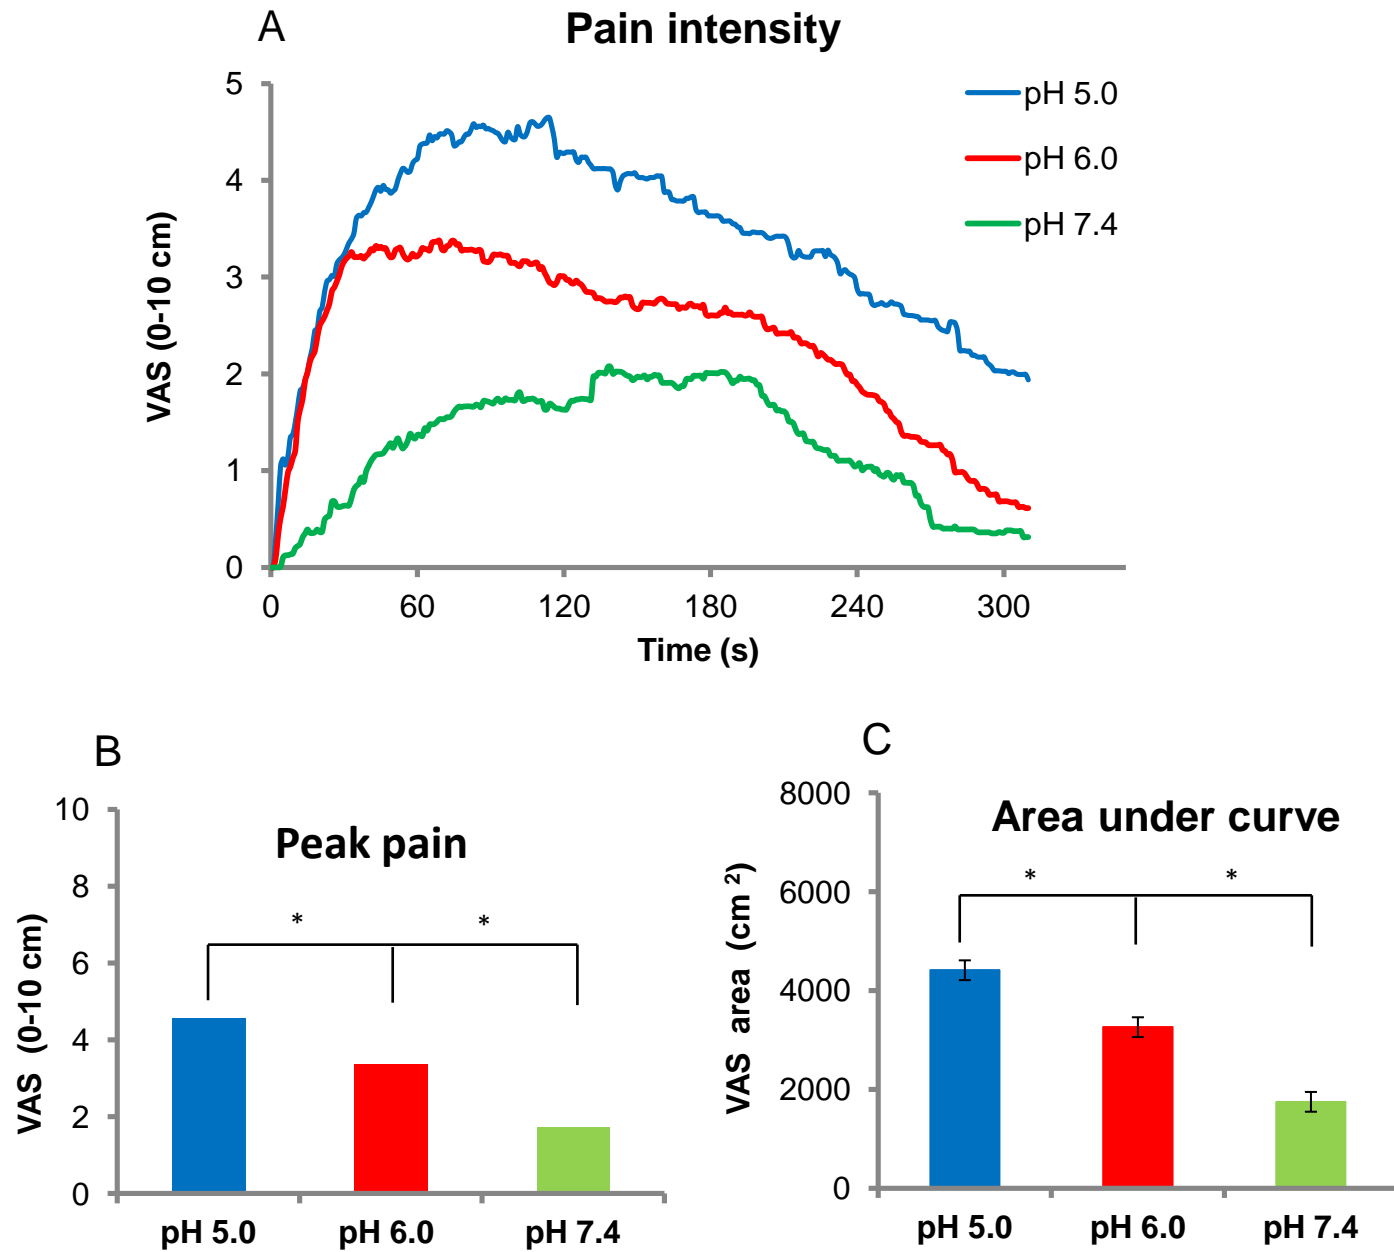 A
Pain intensity
5
4
3
2
1
0
VAS (0-10 cm)
pH 5.0
pH 6.0
pH 7.4
0 60 120 180 240 300
Time (s)
B
Peak pain
10
8
6
4
2
0
VAS (0-10 cm)
* *
pH 5.0 pH 6.0 pH 7.4
C
Area under curve
8000
6000
4000
2000
0
VAS area (cm ²)
* *
pH 5.0 pH 6.0 pH 7.4